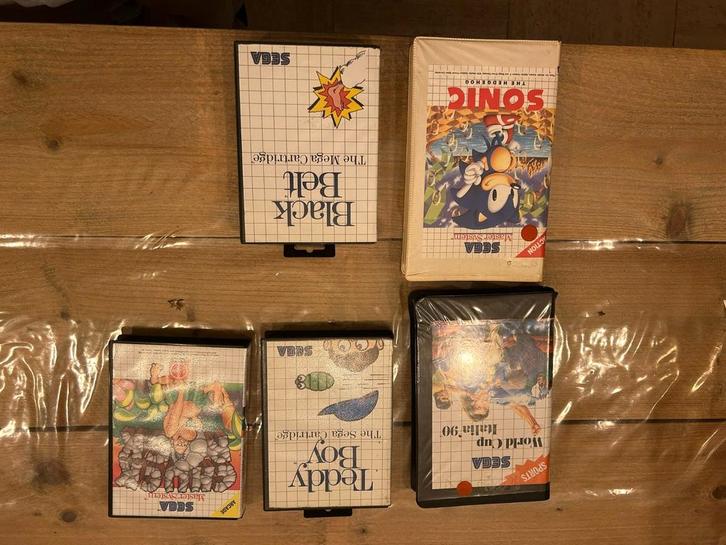 SEGA
The Mega Cartridge
Black
Belt
SONIC
THE HEDGEHOG
SEGA
Master System
ACTION
SEGA
Master System
ARCADE
SEGA
The Sega Cartridge
Teddy
Boy
World Cup
Italia '90
SEGA
SPORTS